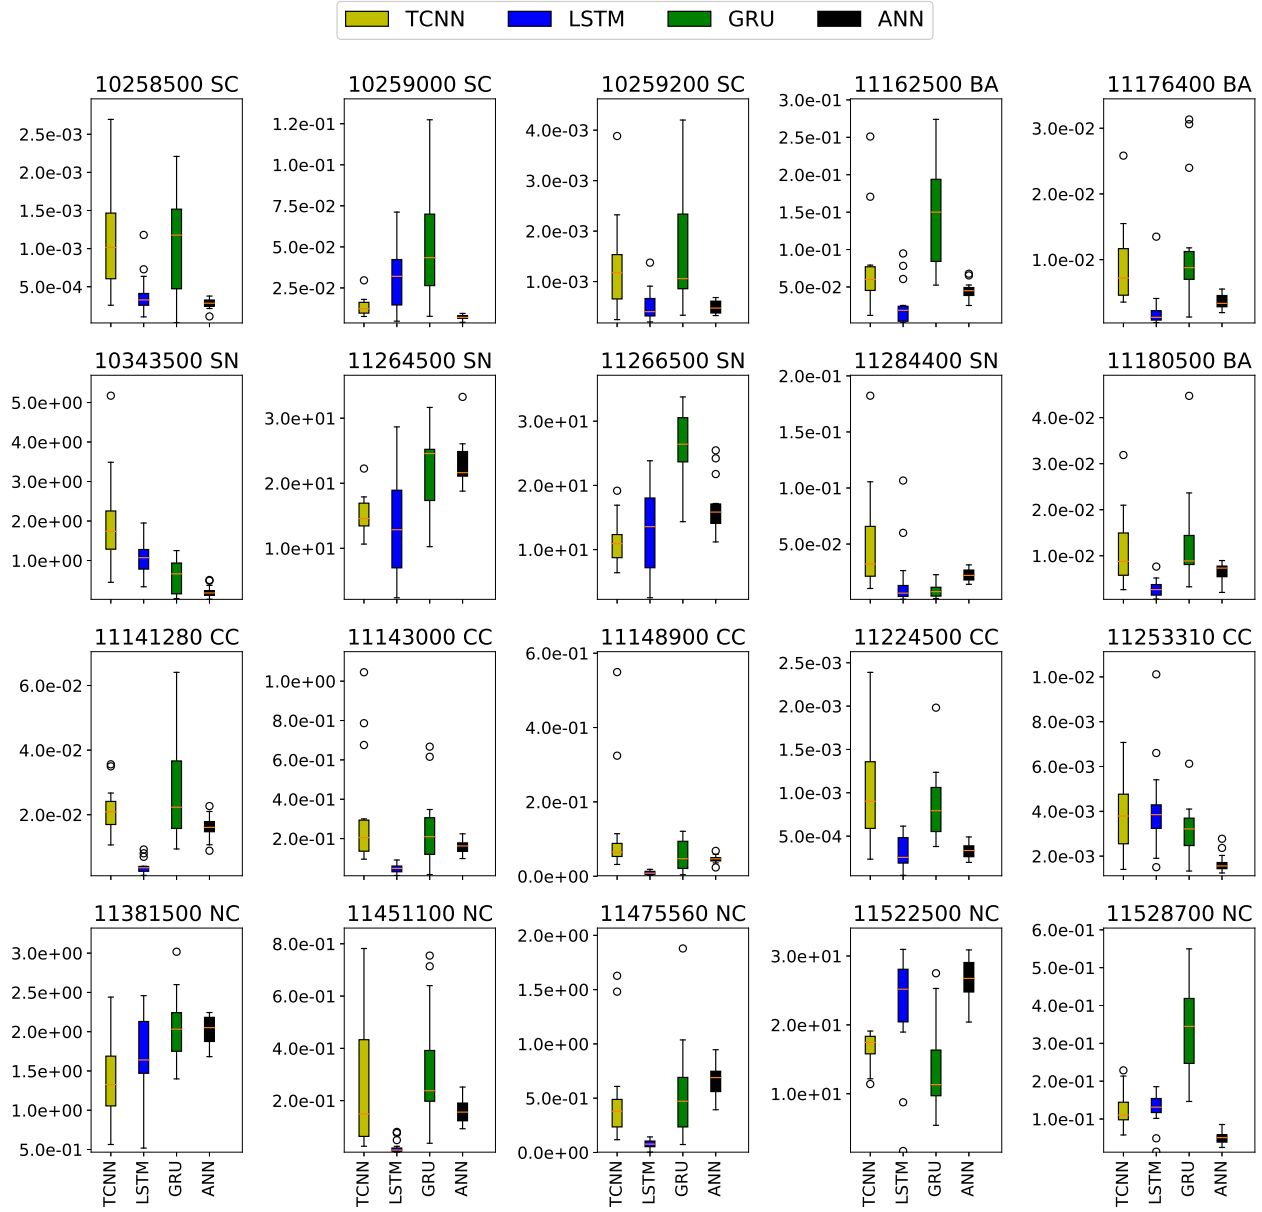 TCNN LSTM GRU ANN
10258500 SC 10259000 SC 10259200 SC 11162500 BA 11176400 BA
2.5e-03
2.0e-03
1.5e-03
1.0e-03
5.0e-04
1.2e-01
1.0e-01
7.5e-02
5.0e-02
2.5e-02
4.0e-03
3.0e-03
2.0e-03
1.0e-03
3.0e-01
2.5e-01
2.0e-01
1.5e-01
1.0e-01
5.0e-02
3.0e-02
2.0e-02
1.0e-02
10343500 SN 11264500 SN 11266500 SN 11284400 SN 11180500 BA
5.0e+00
4.0e+00
3.0e+00
2.0e+00
1.0e+00
3.0e+01
2.0e+01
1.0e+01
3.0e+01
2.0e+01
1.0e+01
2.0e-01
1.5e-01
1.0e-01
5.0e-02
4.0e-02
3.0e-02
2.0e-02
1.0e-02
11141280 CC 11143000 CC 11148900 CC 11224500 CC 11253310 CC
6.0e-02
4.0e-02
2.0e-02
1.0e+00
8.0e-01
6.0e-01
4.0e-01
2.0e-01
6.0e-01
4.0e-01
2.0e-01
0.0e+00
2.5e-03
2.0e-03
1.5e-03
1.0e-03
5.0e-04
1.0e-02
8.0e-03
6.0e-03
4.0e-03
2.0e-03
11381500 NC 11451100 NC 11475560 NC 11522500 NC 11528700 NC
3.0e+00
2.5e+00
2.0e+00
1.5e+00
1.0e+00
5.0e-01
8.0e-01
6.0e-01
4.0e-01
2.0e-01
2.0e+00
1.5e+00
1.0e+00
5.0e-01
0.0e+00
3.0e+01
2.0e+01
1.0e+01
6.0e-01
5.0e-01
4.0e-01
3.0e-01
2.0e-01
1.0e-01
TCNN LSTM GRU ANN TCNN LSTM GRU ANN TCNN LSTM GRU ANN TCNN LSTM GRU ANN TCNN LSTM GRU ANN